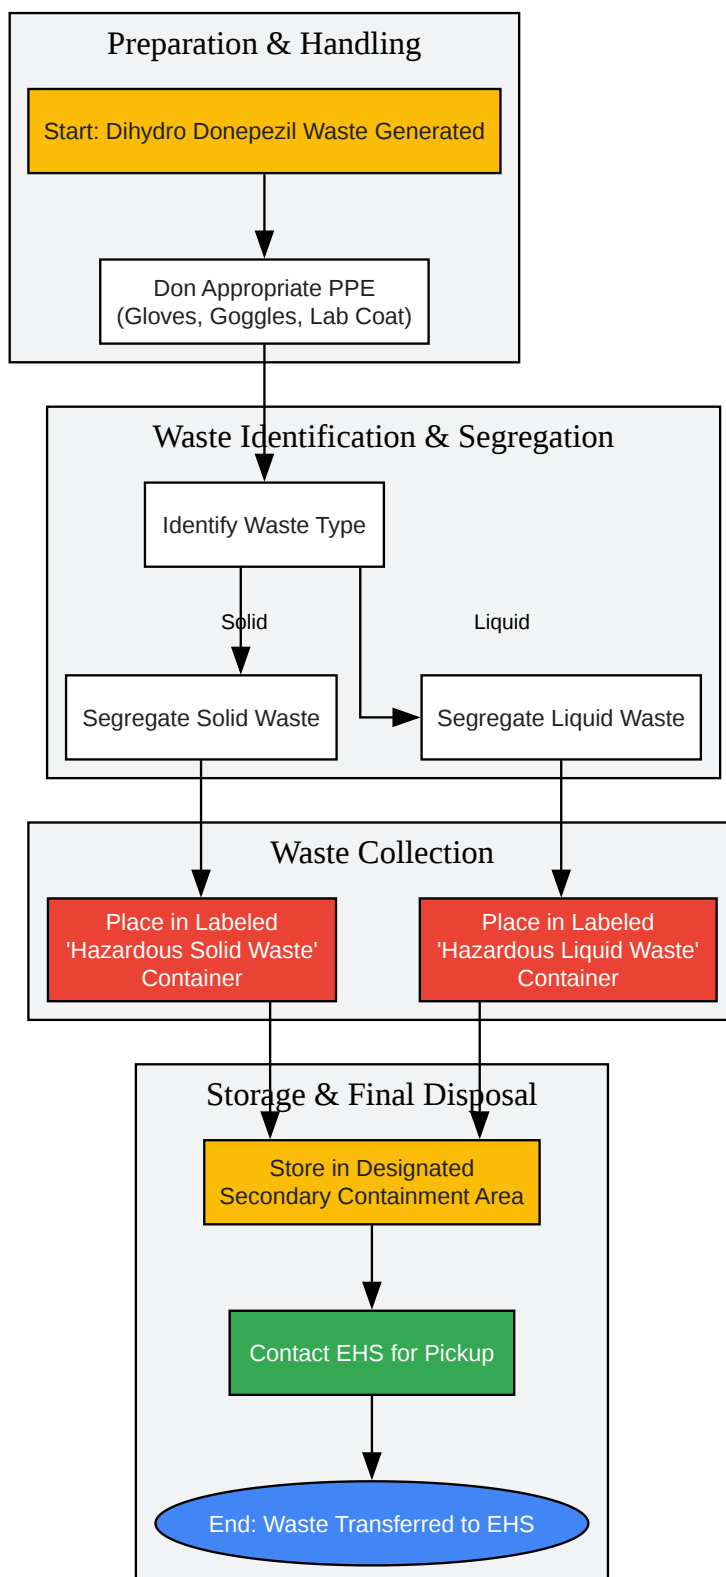 Preparation & Handling
Start: Dihydro Donepezil Waste Generated
Don Appropriate PPE
(Gloves, Goggles, Lab Coat)
Waste Identification & Segregation
Identify Waste Type
Solid
Liquid
Segregate Solid Waste
Segregate Liquid Waste
Waste Collection
Place in Labeled
'Hazardous Solid Waste'
Container
Place in Labeled
'Hazardous Liquid Waste'
Container
Storage & Final Disposal
Store in Designated
Secondary Containment Area
Contact EHS for Pickup
End: Waste Transferred to EHS